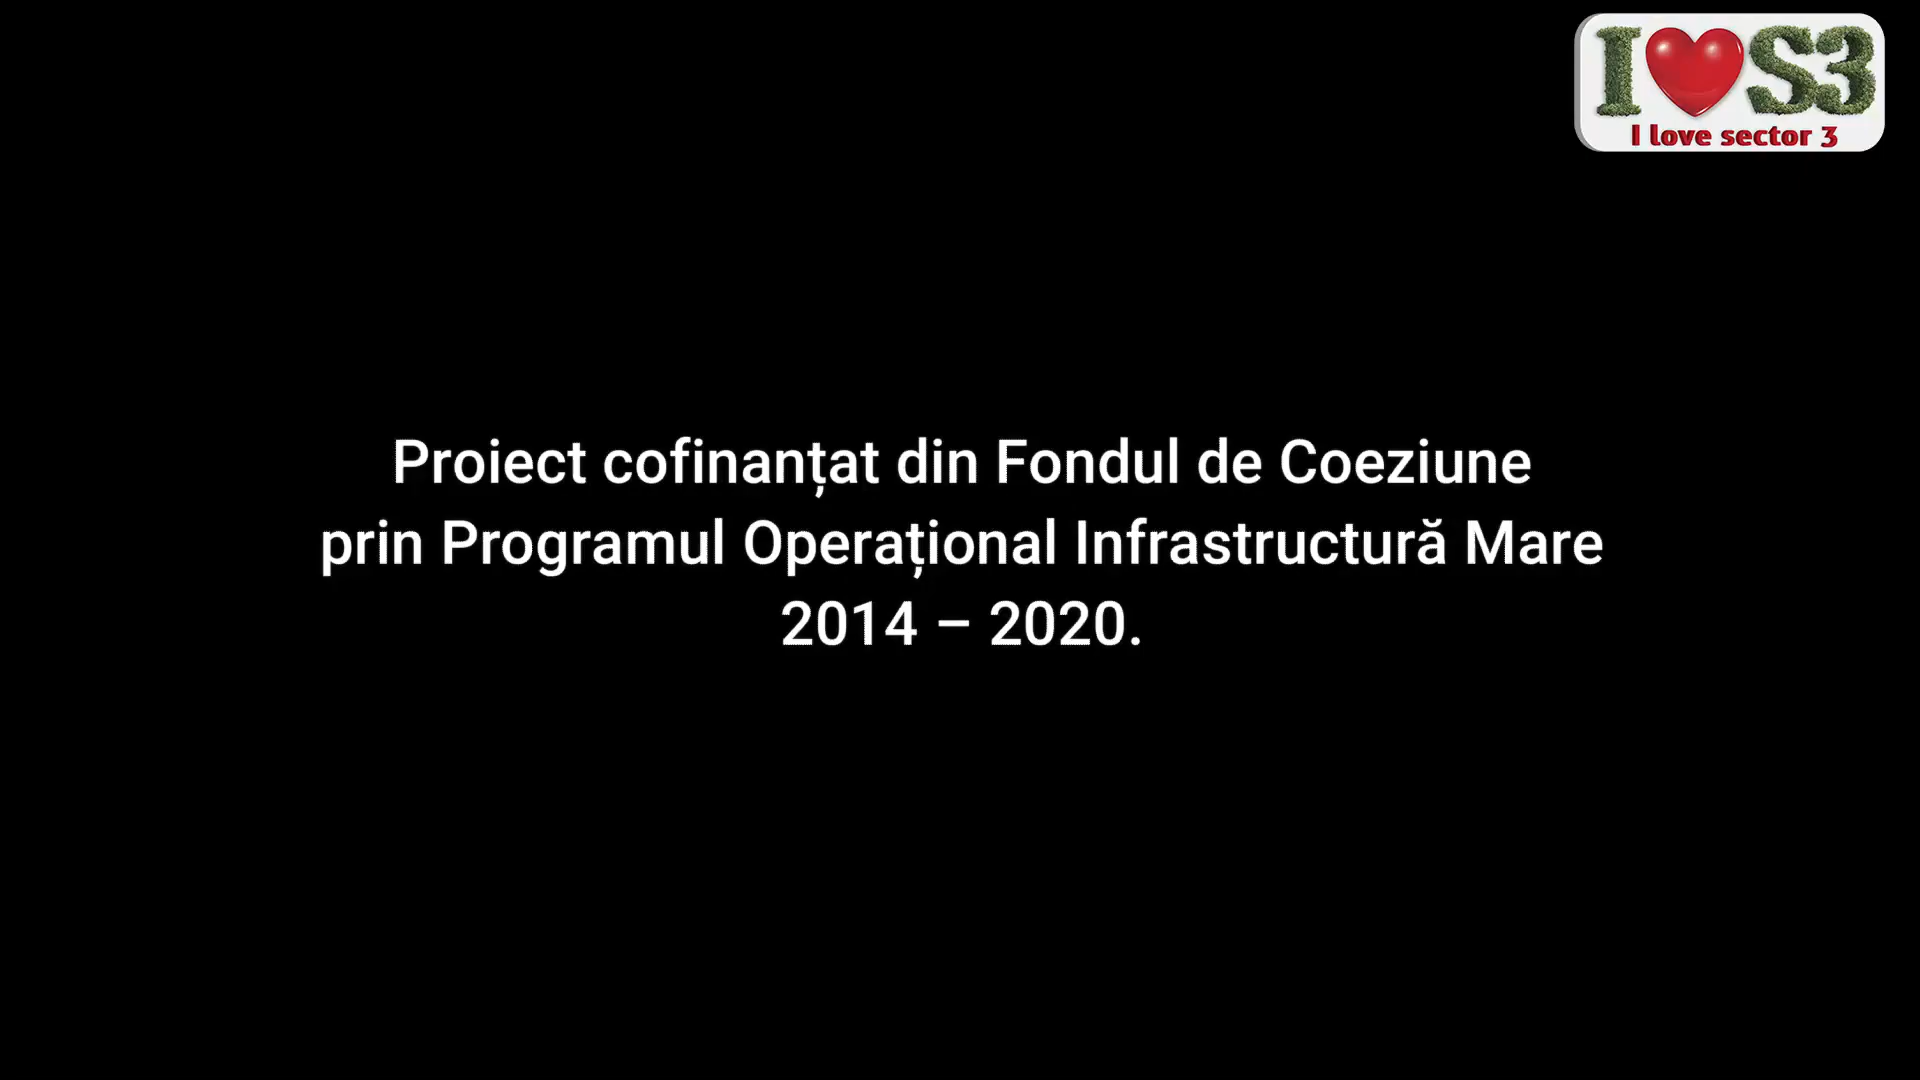 I ❤ S3
I love sector 3
Proiect cofinanțat din Fondul de Coeziune
prin Programul Operațional Infrastructură Mare
2014 – 2020.